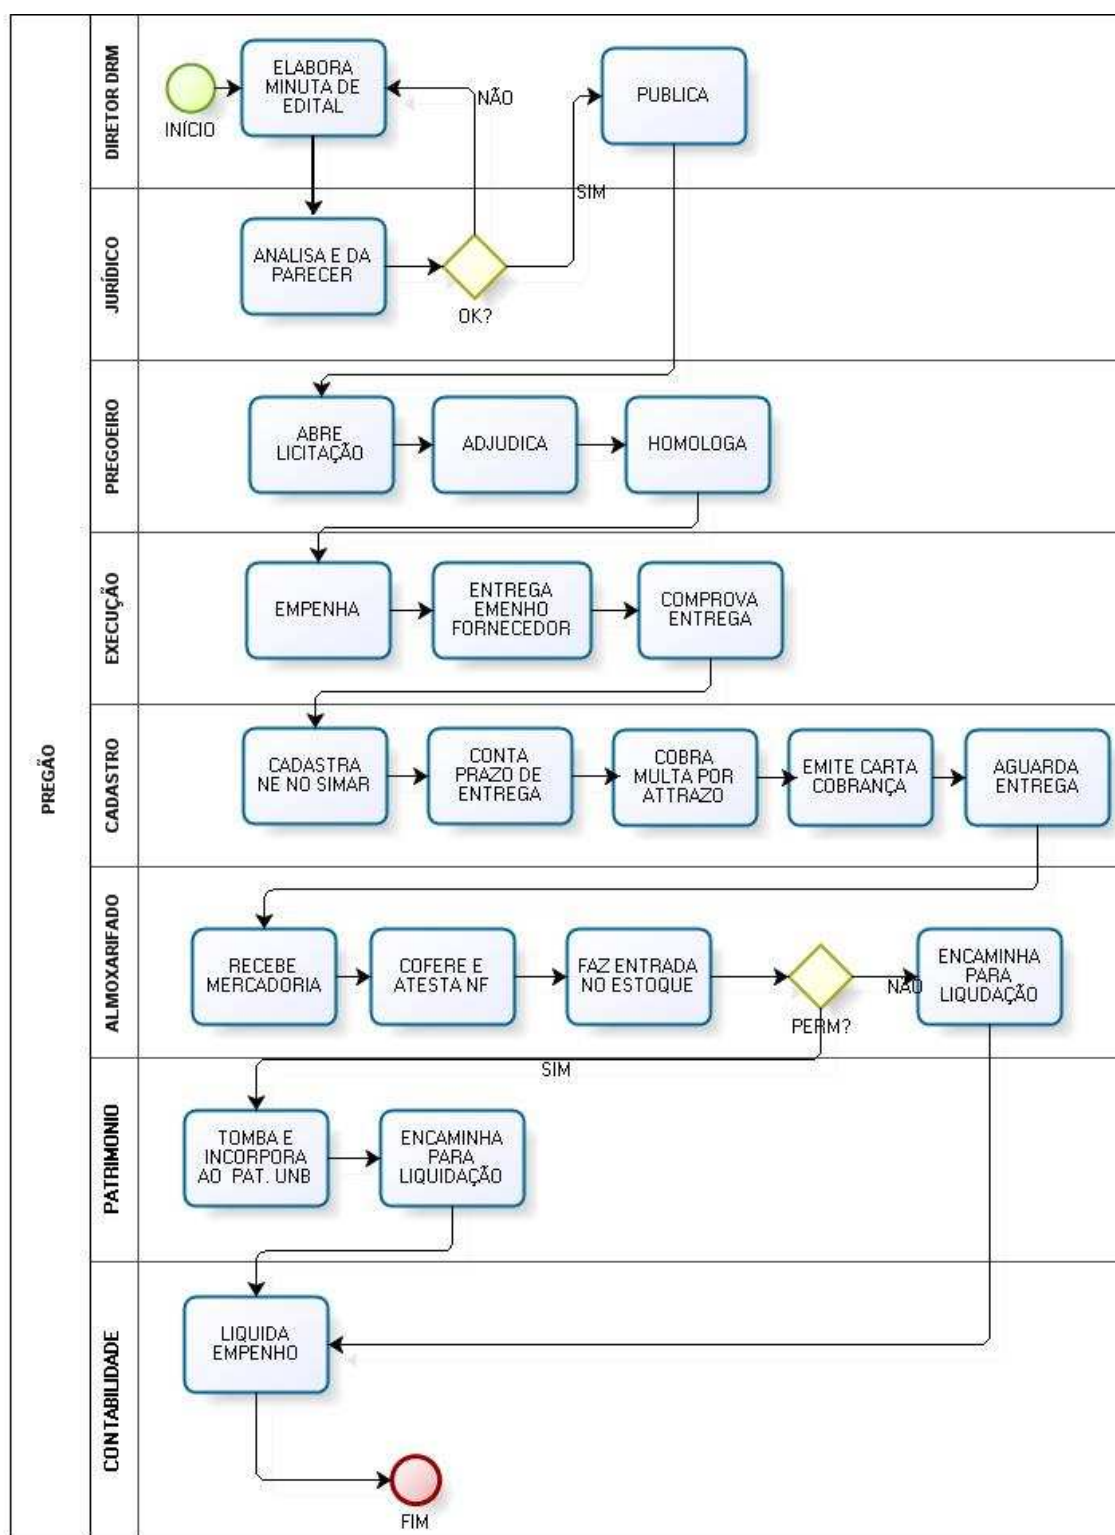 PREGÃO
DIRETOR DRM
INÍCIO
ELABORA
MINUTA DE
EDITAL
NÃO
PUBLICA
SIM
JURÍDICO
ANALISA E DA
PARECER
OK?
PREGOEIRO
ABRE
LICITAÇÃO
ADJUDICA
HOMOLOGA
EXECUÇÃO
EMPENHA
ENTREGA
EMENHO
FORNECEDOR
COMPROVA
ENTREGA
CADASTRO
CADASTRA
NE NO SIMAR
CONTA
PRAZO DE
ENTREGA
COBRA
MULTA POR
ATTRAZO
EMITE CARTA
COBRANÇA
AGUARDA
ENTREGA
ALMOXARIFADO
RECEBE
MERCADORIA
COFERE E
ATESTA NF
FAZ ENTRADA
NO ESTOQUE
PERM?
NÃO
ENCAMINHA
PARA
LIQUDAÇÃO
SIM
PATRIMONIO
TOMBA E
INCORPORA
AO PAT. UNB
ENCAMINHA
PARA
LIQUIDAÇÃO
CONTABILIDADE
LIQUIDA
EMPENHO
FIM